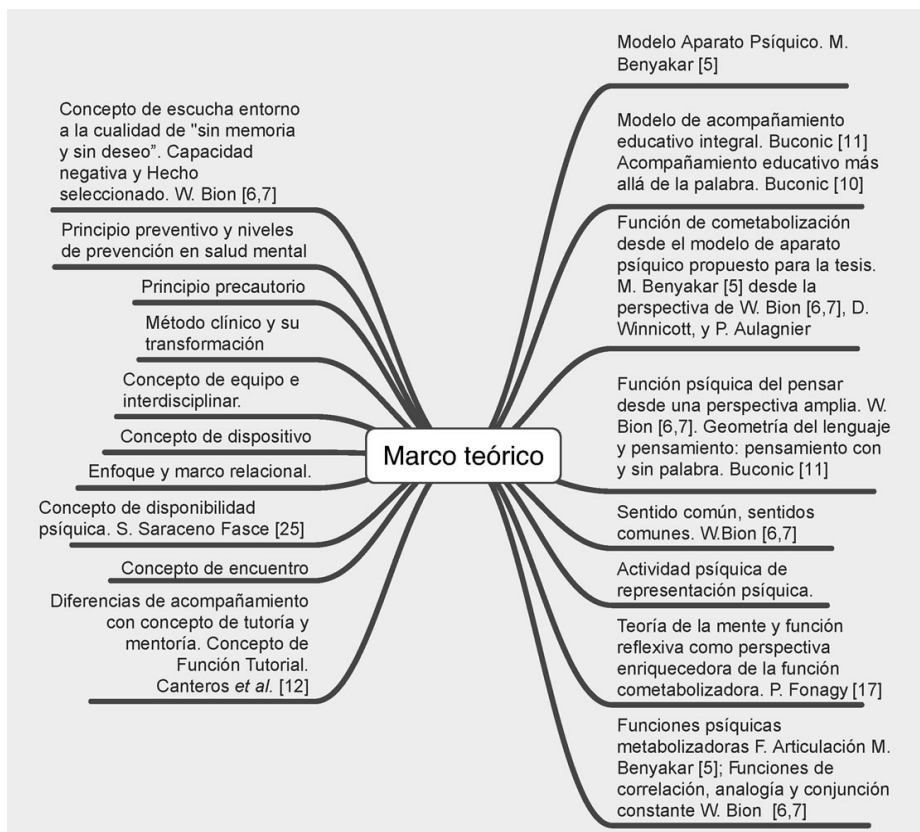 Concepto de escucha entorno
a la cualidad de "sin memoria
y sin deseo”. Capacidad
negativa y Hecho
seleccionado. W. Bion [6,7]
Principio preventivo y niveles
de prevención en salud mental
Principio precautorio
Método clínico y su
transformación
Concepto de equipo e
interdisciplinar.
Concepto de dispositivo
Enfoque y marco relacional.
Concepto de disponibilidad
psíquica. S. Saraceno Fasce [25]
Concepto de encuentro
Diferencias de acompañamiento
con concepto de tutoría y
mentoría. Concepto de
Función Tutorial.
Canteros et al. [12]
Marco teórico
Modelo Aparato Psíquico. M.
Benyakar [5]
Modelo de acompañamiento
educativo integral. Buconic [11]
Acompañamiento educativo más
allá de la palabra. Buconic [10]
Función de cometabolización
desde el modelo de aparato
psíquico propuesto para la tesis.
M. Benyakar [5] desde la
perspectiva de W. Bion [6,7], D.
Winnicott, y P. Aulagnier
Función psíquica del pensar
desde una perspectiva amplia. W.
Bion [6,7]. Geometría del lenguaje
y pensamiento: pensamiento con
y sin palabra. Buconic [11]
Sentido común, sentidos
comunes. W.Bion [6,7]
Actividad psíquica de
representación psíquica.
Teoría de la mente y función
reflexiva como perspectiva
enriquecedora de la función
cometabolizadora. P. Fonagy [17]
Funciones psíquicas
metabolizadoras F. Articulación M.
Benyakar [5]; Funciones de
correlación, analogía y conjunción
constante W. Bion [6,7]